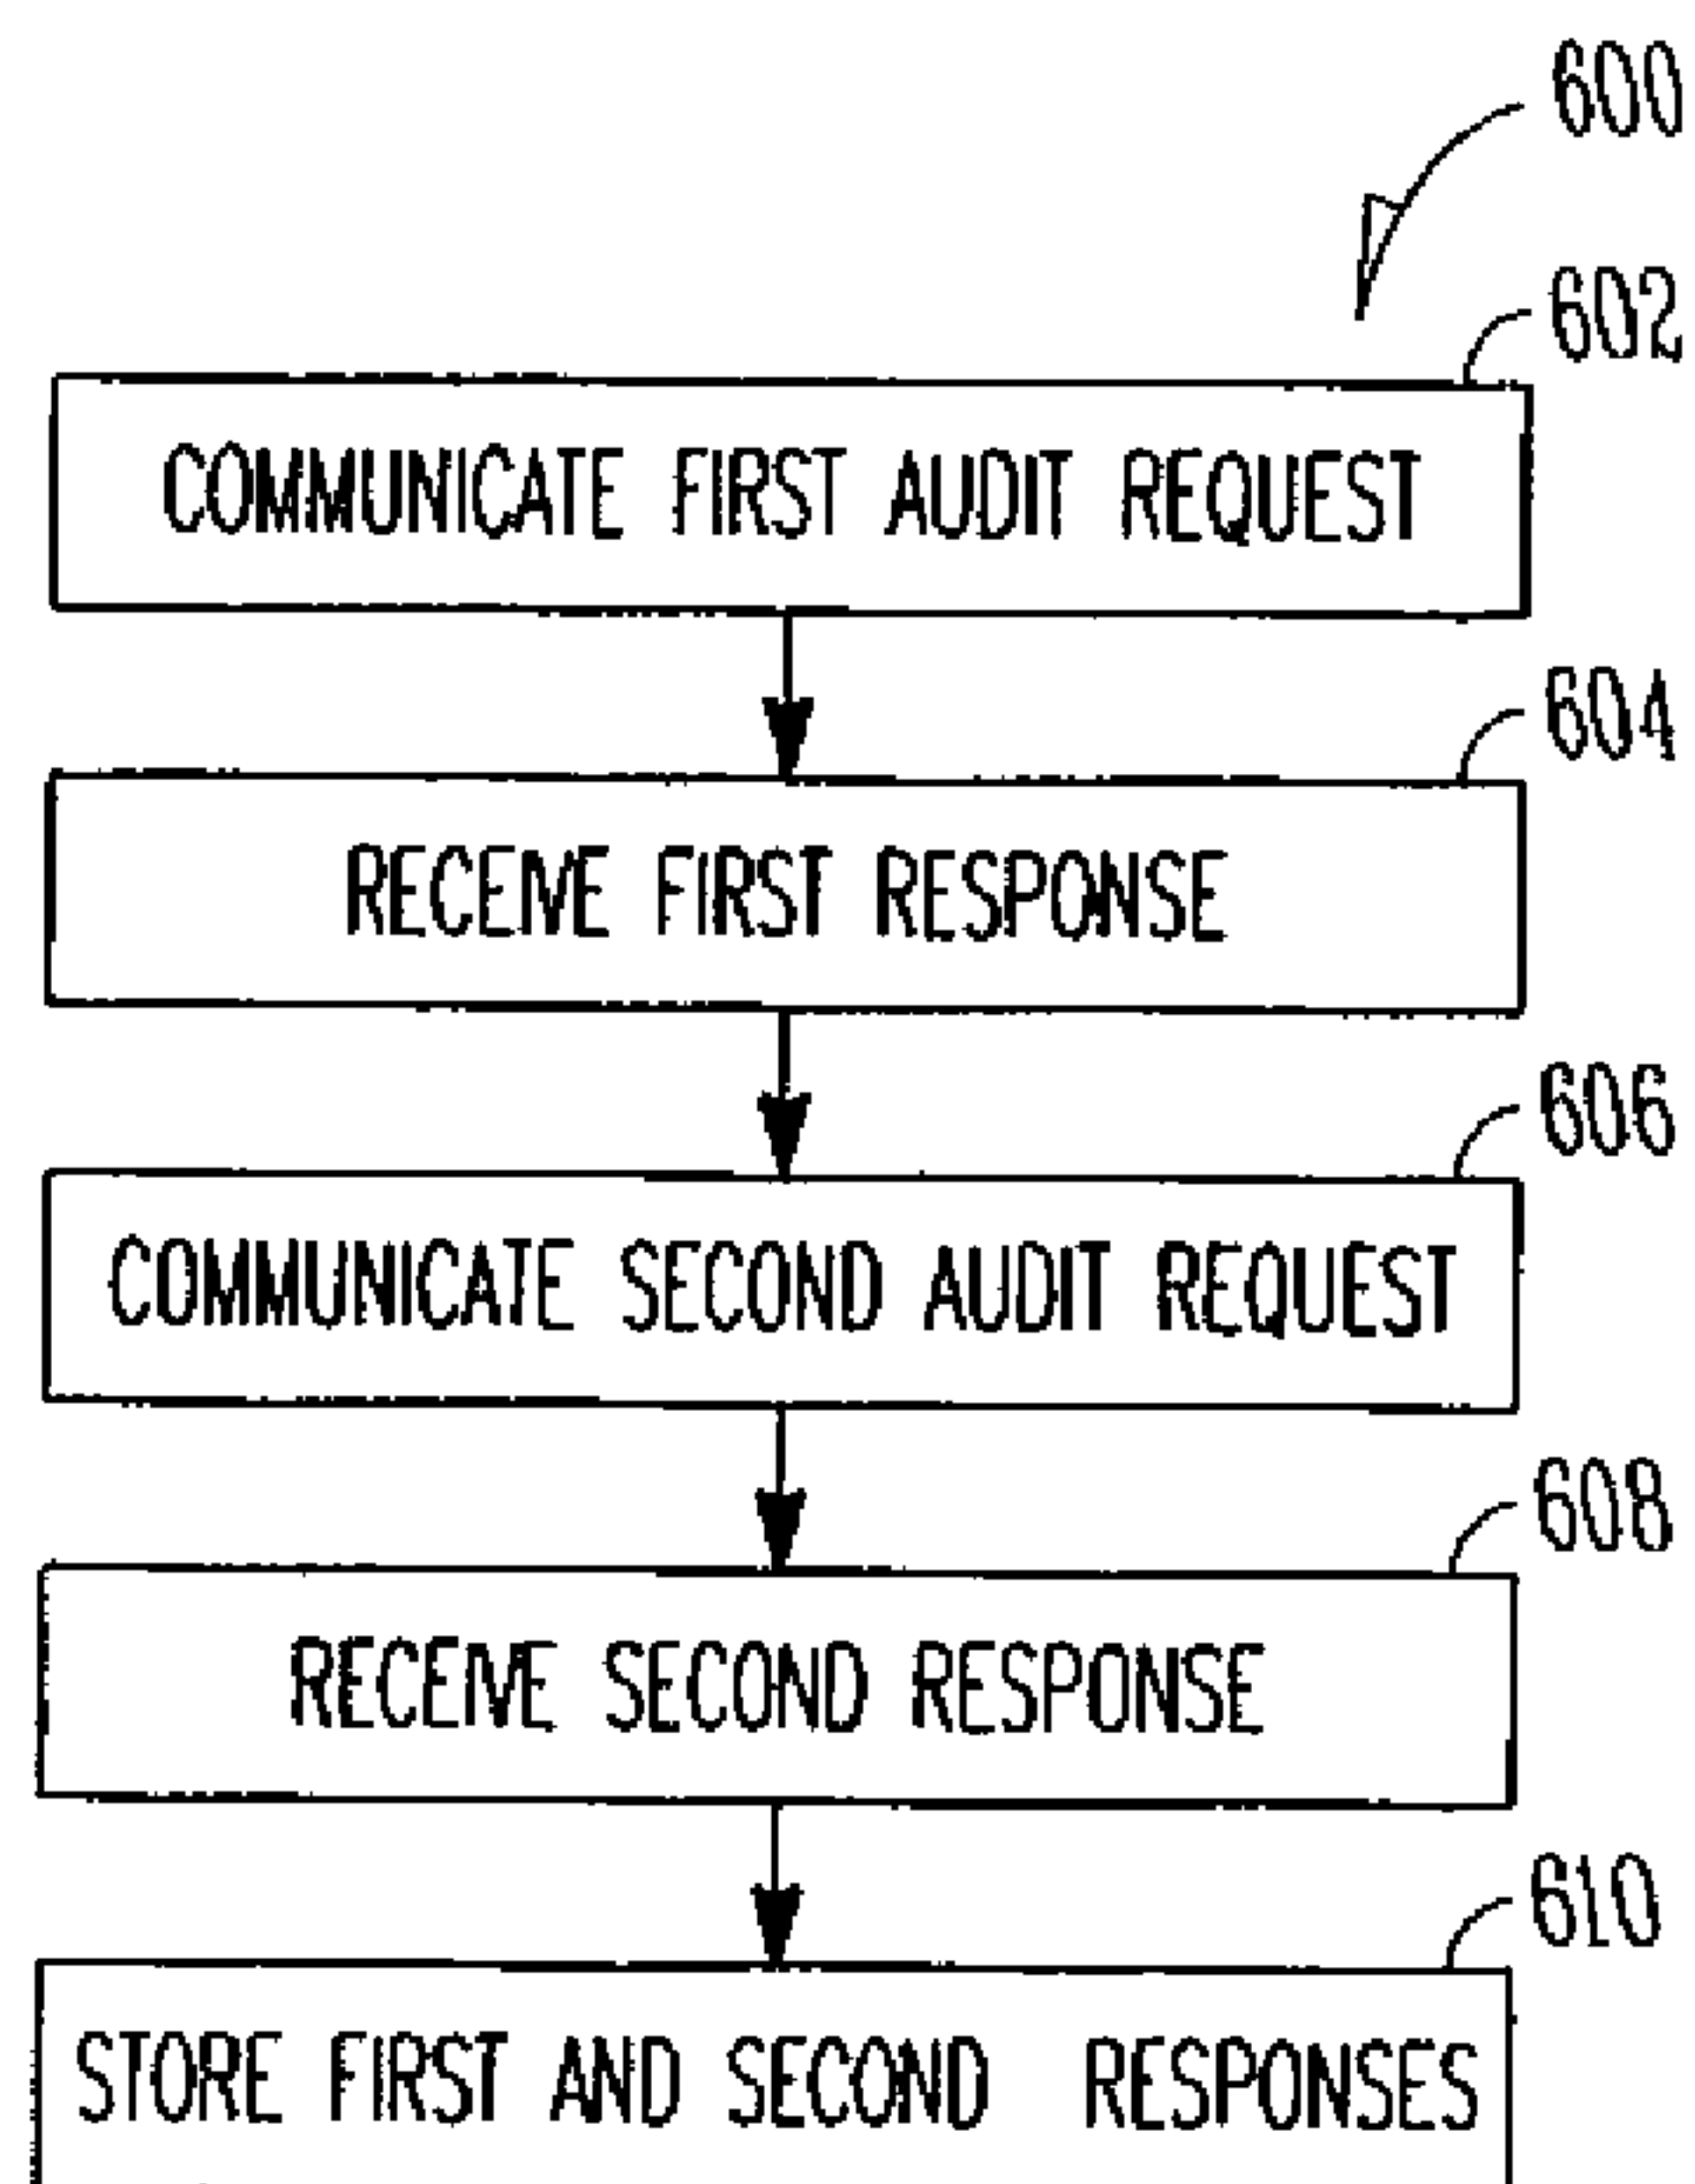 600
602
COMMUNICATE FIRST AUDIT REQUEST
604
RECEIVE FIRST RESPONSE
606
COMMUNICATE SECOND AUDIT REQUEST
608
RECEIVE SECOND RESPONSE
610
STORE FIRST AND SECOND RESPONSES